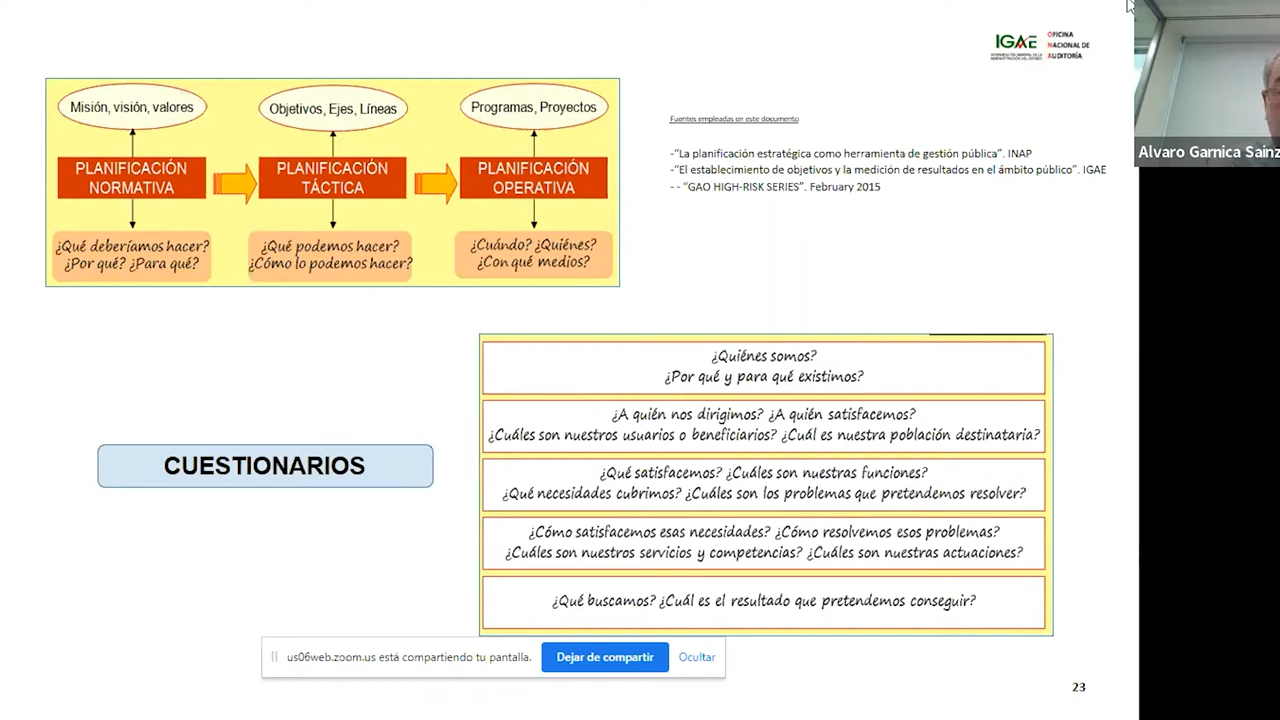 IGAE
OFICINA
NACIONAL DE
AUDITORÍA
INTERVENCIÓN GENERAL DE LA
ADMINISTRACIÓN DEL ESTADO
Misión, visión, valores
Objetivos, Ejes, Líneas
Programas, Proyectos
PLANIFICACIÓN
NORMATIVA
PLANIFICACIÓN
TÁCTICA
PLANIFICACIÓN
OPERATIVA
¿Qué deberíamos hacer?
¿Por qué? ¿Para qué?
¿Qué podemos hacer?
¿Cómo lo podemos hacer?
¿Cuándo? ¿Quiénes?
¿Con qué medios?
Fuentes empleadas en este documento
-“La planificación estratégica como herramienta de gestión pública”. INAP
-“El establecimiento de objetivos y la medición de resultados en el ámbito público”. IGAE
- - “GAO HIGH-RISK SERIES”. February 2015
Alvaro Garnica Sainz
CUESTIONARIOS
¿Quiénes somos?
¿Por qué y para qué existimos?
¿A quién nos dirigimos? ¿A quién satisfacemos?
¿Cuáles son nuestros usuarios o beneficiarios? ¿Cuál es nuestra población destinataria?
¿Qué satisfacemos? ¿Cuáles son nuestras funciones?
¿Qué necesidades cubrimos? ¿Cuáles son los problemas que pretendemos resolver?
¿Cómo satisfacemos esas necesidades? ¿Cómo resolvemos esos problemas?
¿Cuáles son nuestros servicios y competencias? ¿Cuáles son nuestras actuaciones?
¿Qué buscamos? ¿Cuál es el resultado que pretendemos conseguir?
us06web.zoom.us está compartiendo tu pantalla.
Dejar de compartir
Ocultar
23